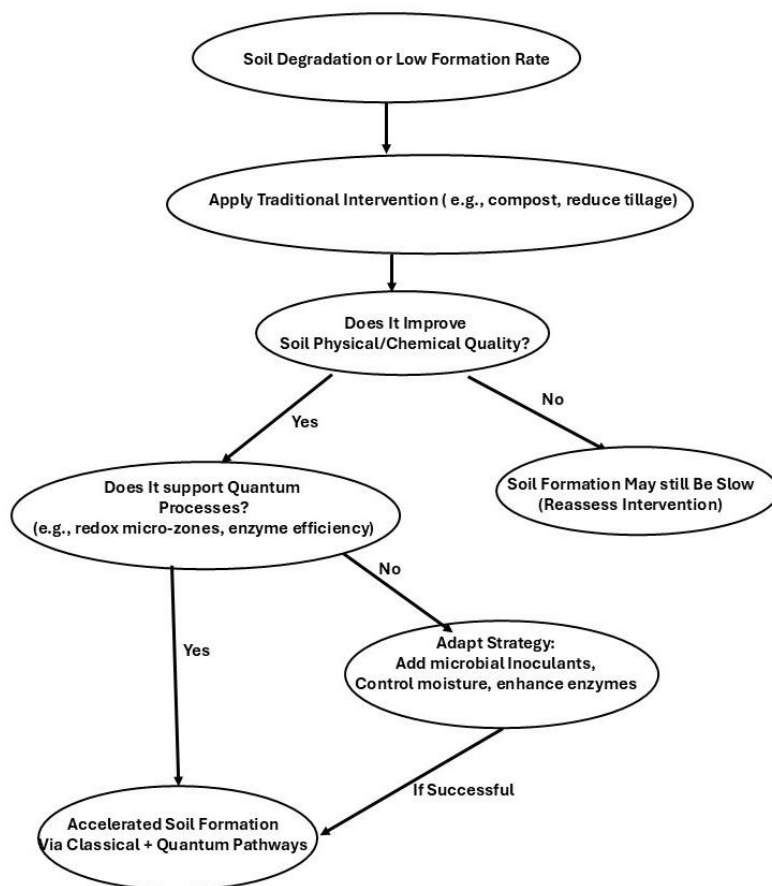 Soil Degradation or Low Formation Rate
Apply Traditional Intervention ( e.g., compost, reduce tillage)
Does It Improve
Soil Physical/Chemical Quality?
Yes
No
Does It support Quantum
Processes?
(e.g., redox micro-zones, enzyme efficiency)
Soil Formation May still Be Slow
(Reassess Intervention)
Yes
No
Adapt Strategy:
Add microbial Inoculants,
Control moisture, enhance enzymes
If Successful
Accelerated Soil Formation
Via Classical + Quantum Pathways